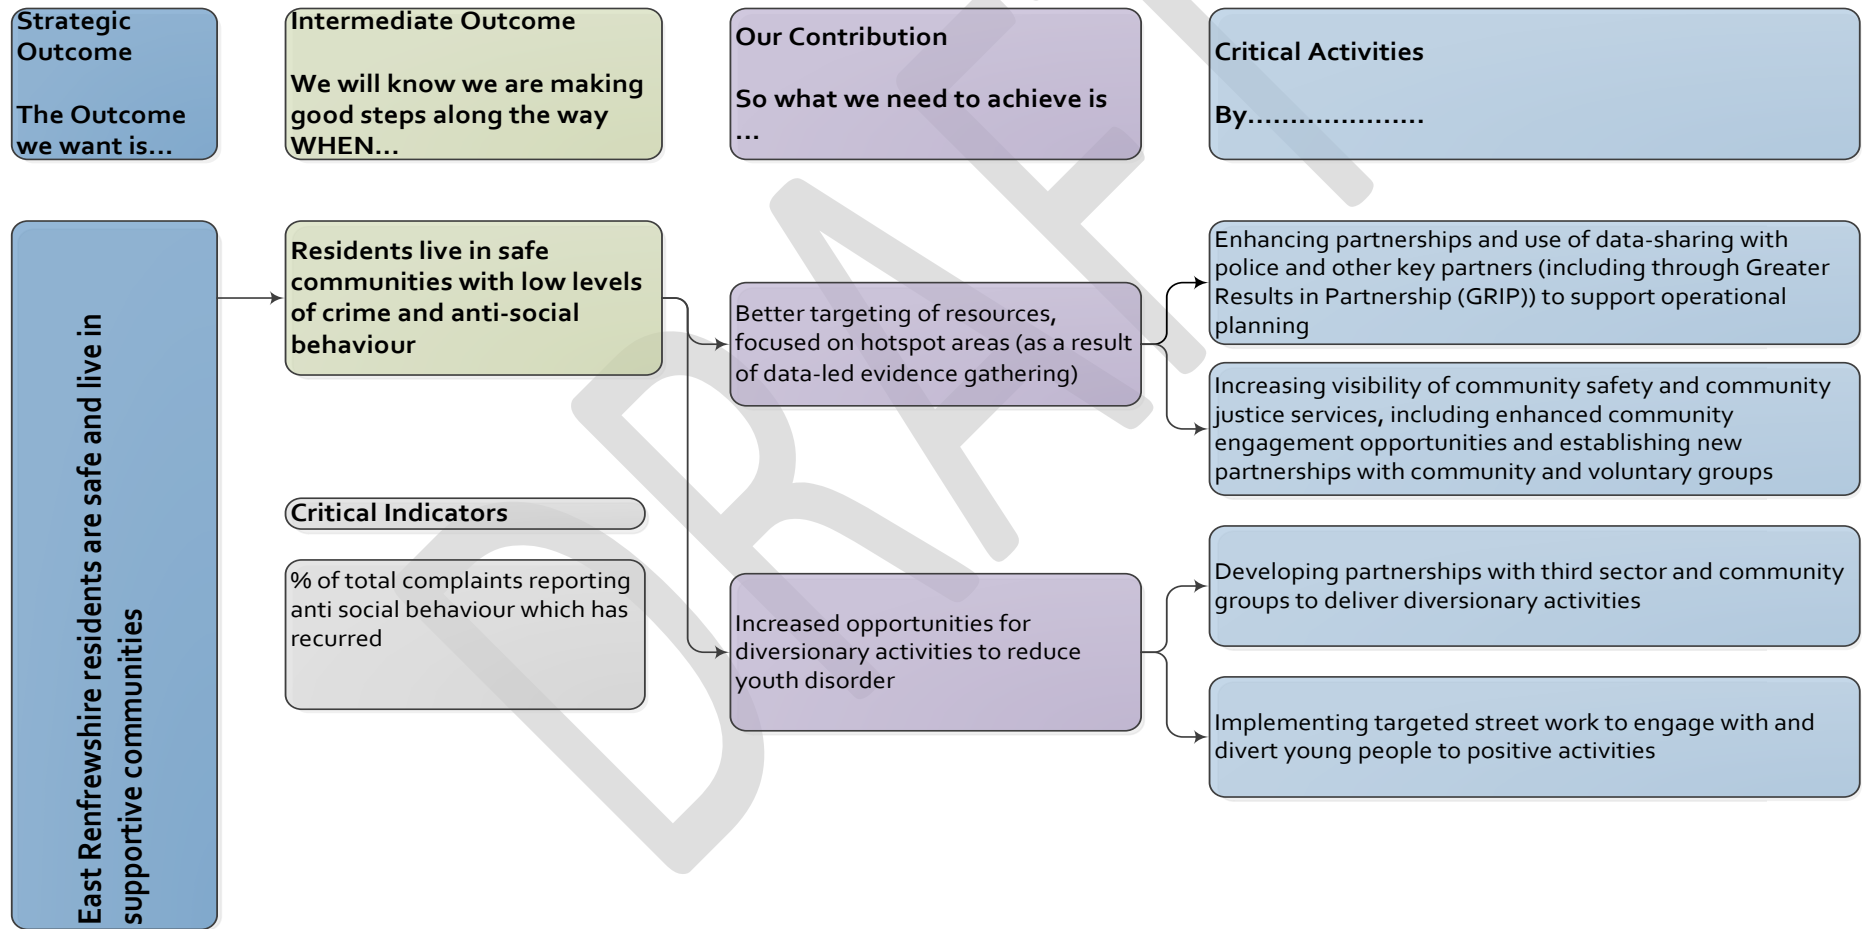 Strategic
Outcome
The Outcome
we want is...
Intermediate Outcome
We will know we are making
good steps along the way
WHEN...
Our Contribution
So what we need to achieve is
...
Critical Activities
By.....................
East Renfrewshire residents are safe and live in
supportive communities
Residents live in safe
communities with low levels
of crime and anti-social
behaviour
Critical Indicators
% of total complaints reporting
anti social behaviour which has
recurred
Better targeting of resources,
focused on hotspot areas (as a result
of data-led evidence gathering)
Increased opportunities for
diversionary activities to reduce
youth disorder
Enhancing partnerships and use of data-sharing with
police and other key partners (including through Greater
Results in Partnership (GRIP)) to support operational
planning
Increasing visibility of community safety and community
justice services, including enhanced community
engagement opportunities and establishing new
partnerships with community and voluntary groups
Developing partnerships with third sector and community
groups to deliver diversionary activities
Implementing targeted street work to engage with and
divert young people to positive activities
DRAFT